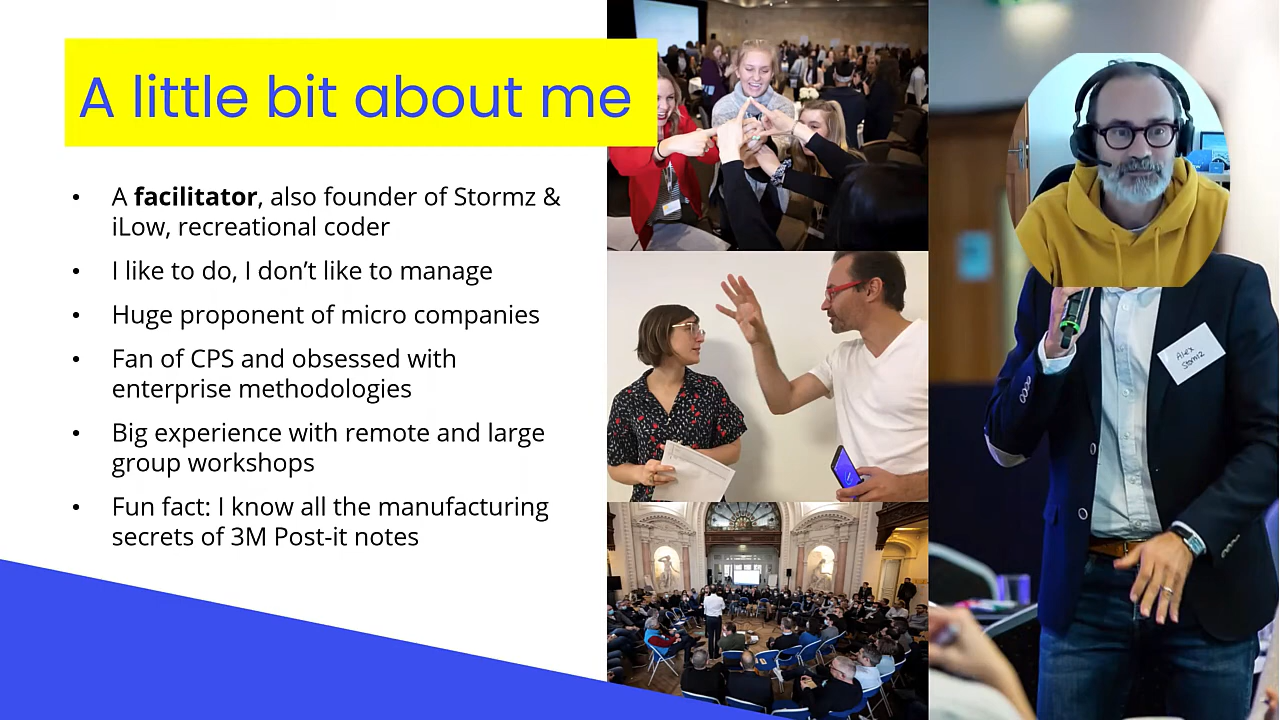 A little bit about me
• A facilitator, also founder of Stormz &
iLow, recreational coder
• I like to do, I don’t like to manage
• Huge proponent of micro companies
• Fan of CPS and obsessed with
enterprise methodologies
• Big experience with remote and large
group workshops
• Fun fact: I know all the manufacturing
secrets of 3M Post-it notes
Alex
Stormz